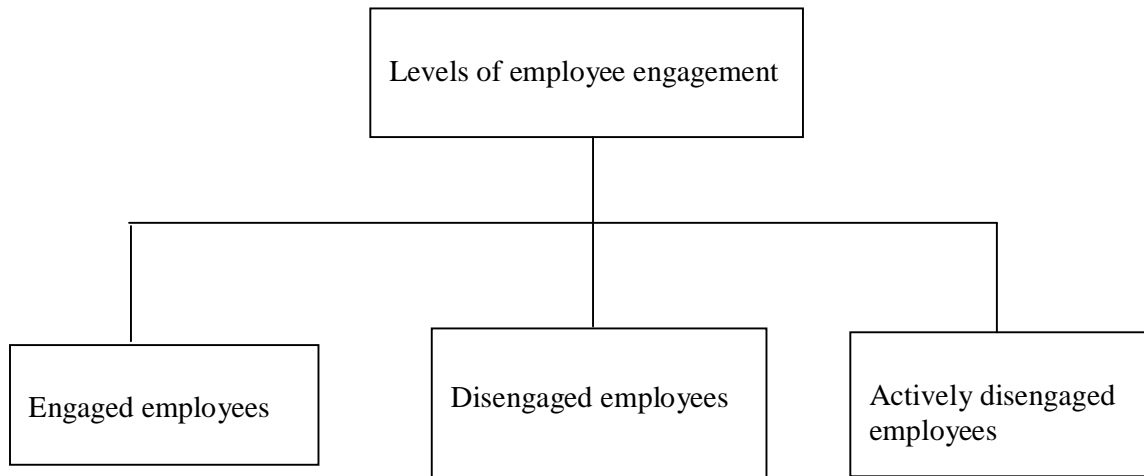 Levels of employee engagement
Engaged employees
Disengaged employees
Actively disengaged
employees